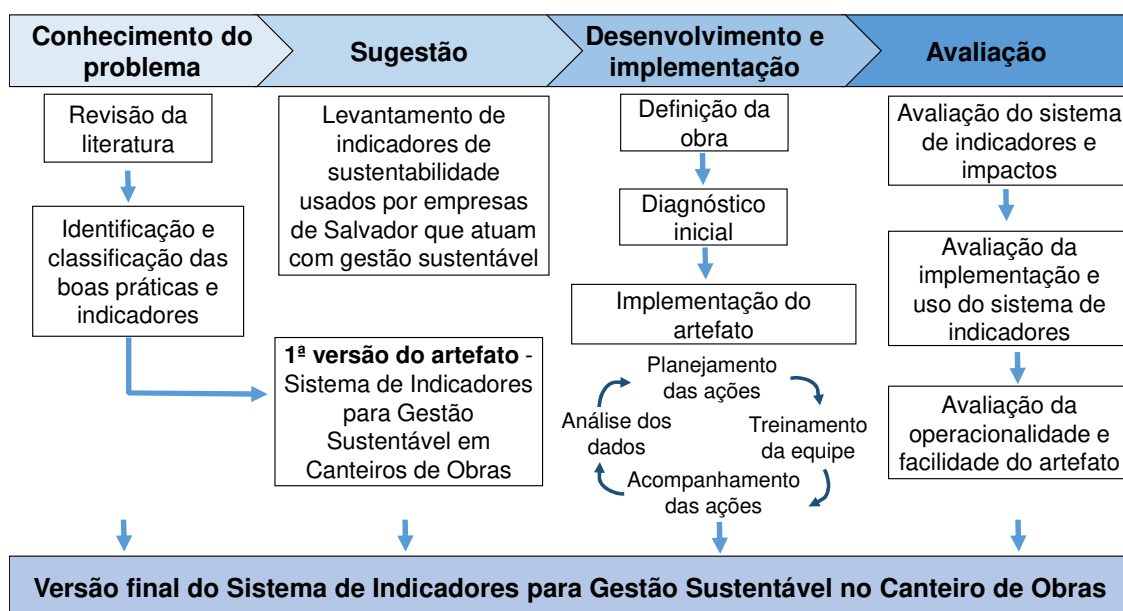 Conhecimento do
problema
Sugestão
Desenvolvimento e
implementação
Avaliação
Revisão da
literatura
Identificação e
classificação das
boas práticas e
indicadores
Levantamento de
indicadores de
sustentabilidade
usados por empresas
de Salvador que atuam
com gestão sustentável
1ª versão do artefato -
Sistema de Indicadores
para Gestão
Sustentável em
Canteiros de Obras
Definição da
obra
Diagnóstico
inicial
Implementação do
artefato
Planejamento
das ações
Treinamento
da equipe
Acompanhamento
das ações
Análise dos
dados
Avaliação do sistema
de indicadores e
impactos
Avaliação da
implementação e
uso do sistema de
indicadores
Avaliação da
operacionalidade e
facilidade do artefato
Versão final do Sistema de Indicadores para Gestão Sustentável no Canteiro de Obras